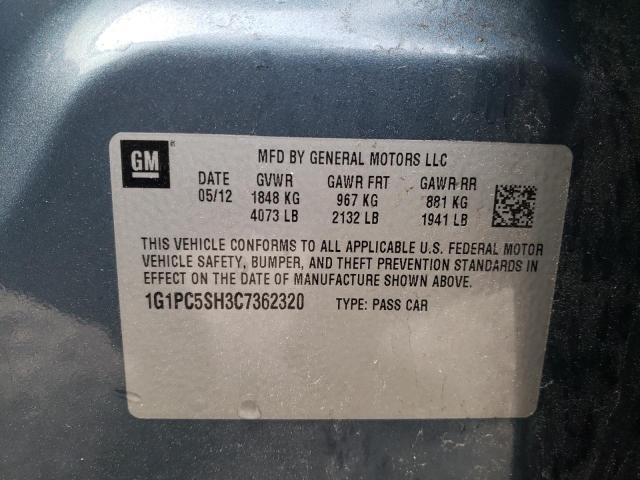 GM
MFD BY GENERAL MOTORS LLC
DATE GVWR GAWR FRT GAWR RR
05/12 1848 KG 967 KG 881 KG
4073 LB 2132 LB 1941 LB
THIS VEHICLE CONFORMS TO ALL APPLICABLE U.S. FEDERAL MOTOR
VEHICLE SAFETY, BUMPER, AND THEFT PREVENTION STANDARDS IN
EFFECT ON THE DATE OF MANUFACTURE SHOWN ABOVE.
1G1PC5SH3C7362320 TYPE: PASS CAR